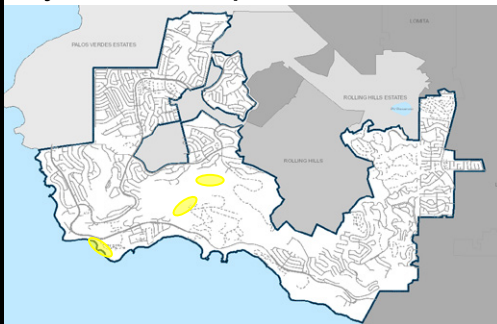 LOMITA
PALOS VERDES ESTATES
ROLLING HILLS ESTATES
ROLLING HILLS